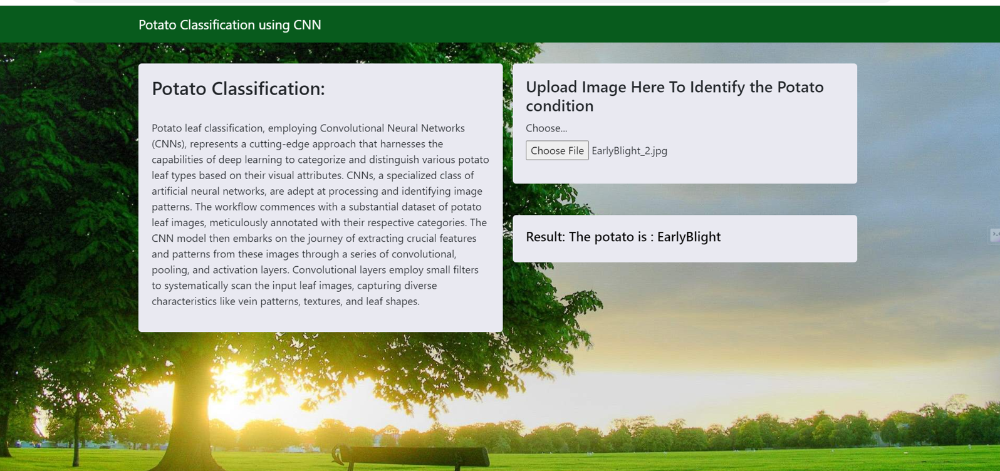 Potato Classification using CNN
Potato Classification:
Potato leaf classification, employing Convolutional Neural Networks
(CNNs), represents a cutting-edge approach that harnesses the
capabilities of deep learning to categorize and distinguish various potato
leaf types based on their visual attributes. CNNs, a specialized class of
artificial neural networks, are adept at processing and identifying image
patterns. The workflow commences with a substantial dataset of potato
leaf images, meticulously annotated with their respective categories. The
CNN model then embarks on the journey of extracting crucial features
and patterns from these images through a series of convolutional,
pooling, and activation layers. Convolutional layers employ small filters
to systematically scan the input leaf images, capturing diverse
characteristics like vein patterns, textures, and leaf shapes.
Upload Image Here To Identify the Potato
condition
Choose...
Choose File EarlyBlight_2.jpg
Result: The potato is : EarlyBlight